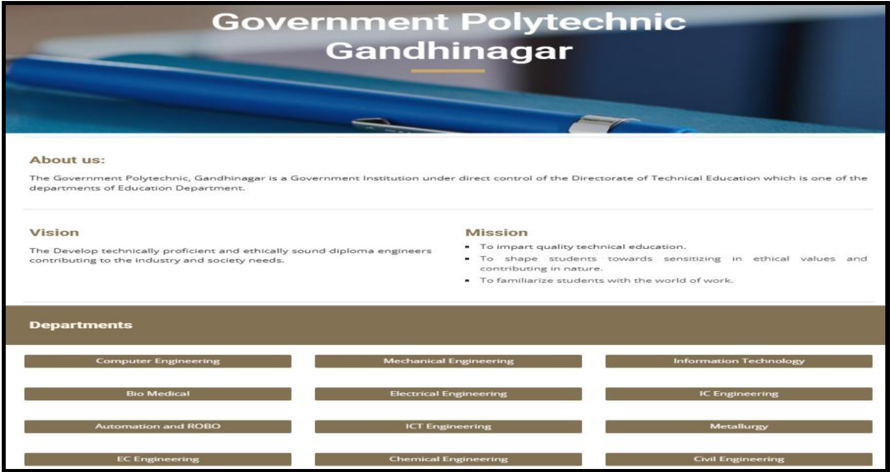 Government Polytechnic
Gandhinagar
About us:
The Government Polytechnic, Gandhinagar is a Government Institution under direct control of the Directorate of Technical Education which is one of the
departments of Education Department.
Vision
The Develop technically proficient and ethically sound diploma engineers
contributing to the industry and society needs.
Mission
▪ To impart quality technical education.
▪ To shape students towards sensitizing in ethical values and
contributing in nature.
▪ To familiarize students with the world of work.
Departments
Computer Engineering
Mechanical Engineering
Information Technology
Bio Medical
Electrical Engineering
IC Engineering
Automation and ROBO
ICT Engineering
Metallurgy
EC Engineering
Chemical Engineering
Civil Engineering